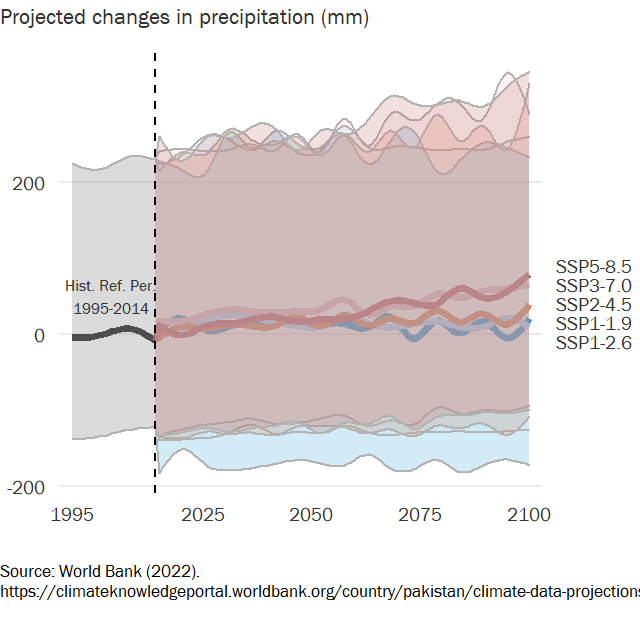 Projected changes in precipitation (mm)
200
Hist. Ref. Per.
1995-2014
SSP5-8.5
SSP3-7.0
SSP2-4.5
SSP1-1.9
SSP1-2.6
0
-200
1995 2025 2050 2075 2100
Source: World Bank (2022).
https://climateknowledgeportal.worldbank.org/country/pakistan/climate-data-projections